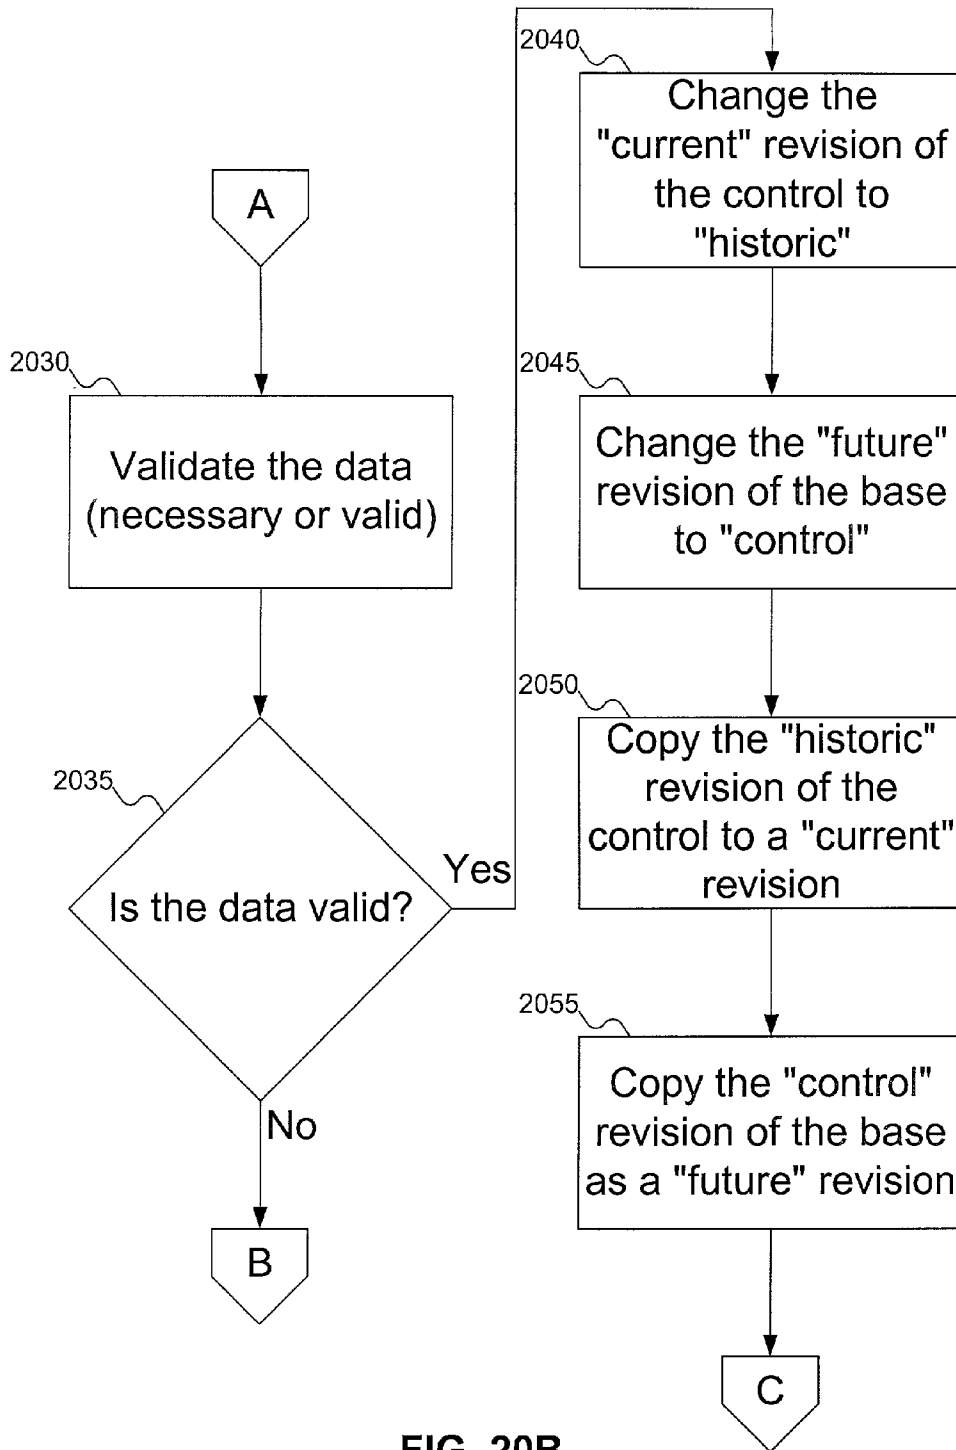 A
2030
Validate the data
(necessary or valid)
2035
Is the data valid?
Yes
No
B
2040
Change the
"current" revision of
the control to
"historic"
2045
Change the "future"
revision of the base
to "control"
2050
Copy the "historic"
revision of the
control to a "current"
revision
2055
Copy the "control"
revision of the base
as a "future" revision
C
FIG. 20B